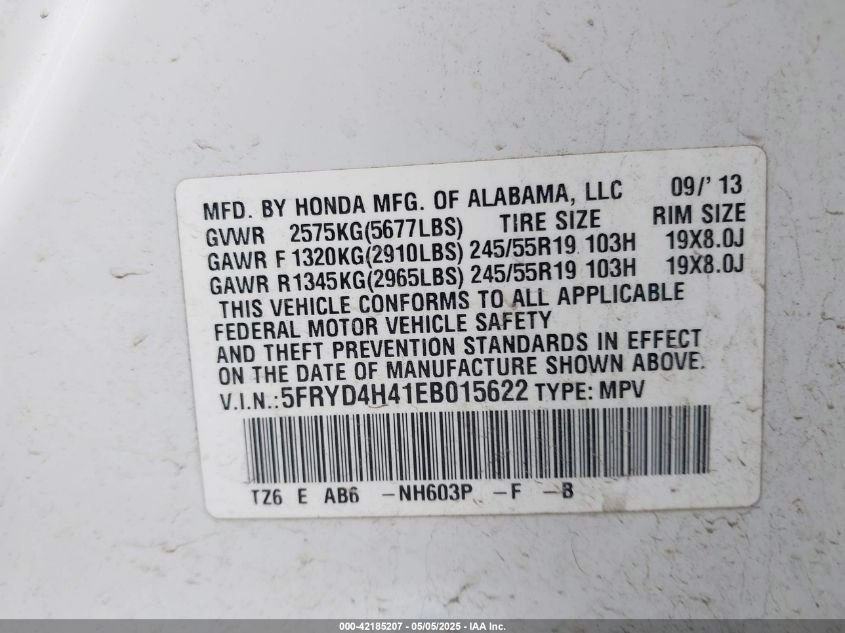 MFD. BY HONDA MFG. OF ALABAMA, LLC 09/' 13
GVWR 2575KG(5677LBS) TIRE SIZE RIM SIZE
GAWR F 1320KG(2910LBS) 245/55R19 103H 19X8.0J
GAWR R1345KG(2965LBS) 245/55R19 103H 19X8.0J
THIS VEHICLE CONFORMS TO ALL APPLICABLE
FEDERAL MOTOR VEHICLE SAFETY
AND THEFT PREVENTION STANDARDS IN EFFECT
ON THE DATE OF MANUFACTURE SHOWN ABOVE.
V.I.N.:5FRYD4H41EB015622 TYPE: MPV
TZ6 E AB6 -NH603P -F -B -
000-42185207 - 05/05/2025 - IAA Inc.